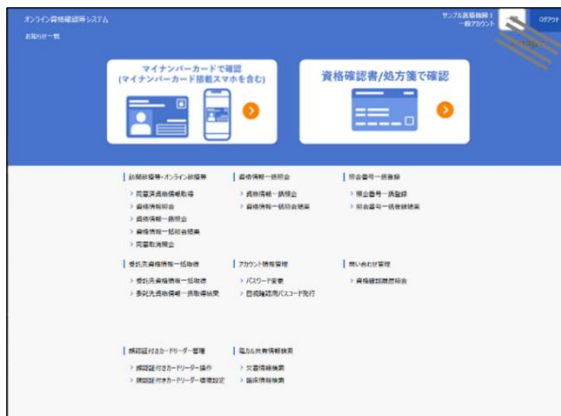 オンライン資格確認等システム
サンプル医療機関1
一般アカウント
ログアウト
お知らせ一覧
マイナンバーカードで確認
(マイナンバーカード搭載スマホを含む)
資格確認書/処方箋で確認
訪問診療等・オンライン診療等
同意済資格情報取得
資格情報照会
資格情報一括照会
資格情報一括照会結果
同意取消照会
資格情報一括照会
資格情報一括照会
資格情報一括照会結果
照会番号一括登録
照会番号一括登録
照会番号一括登録結果
委託先資格情報一括取得
委託先資格情報一括取得
委託先資格情報一括取得結果
アカウント情報管理
パスワード変更
目視確認用パスコード発行
問い合わせ管理
資格確認履歴照会
顔認証付きカードリーダー管理
顔認証付きカードリーダー操作
顔認証付きカードリーダー環境設定
電カル共有情報検索
文書情報検索
臨床情報検索